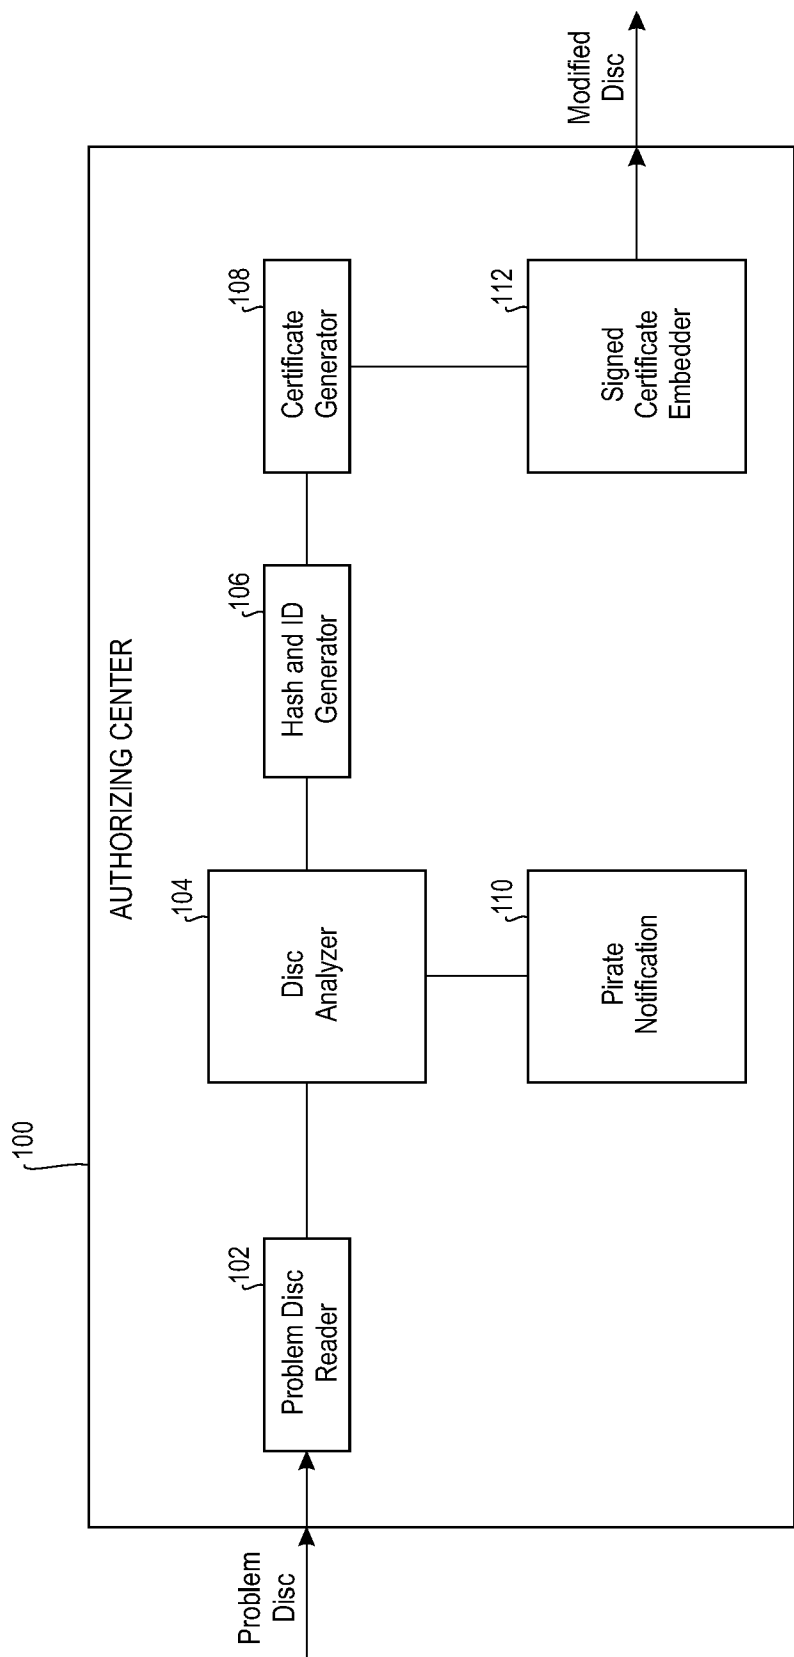 100
AUTHORIZING CENTER
Problem
Disc
102
Problem Disc
Reader
104
Disc
Analyzer
106
Hash and ID
Generator
108
Certificate
Generator
110
Pirate
Notification
112
Signed
Certificate
Embedder
Modified
Disc